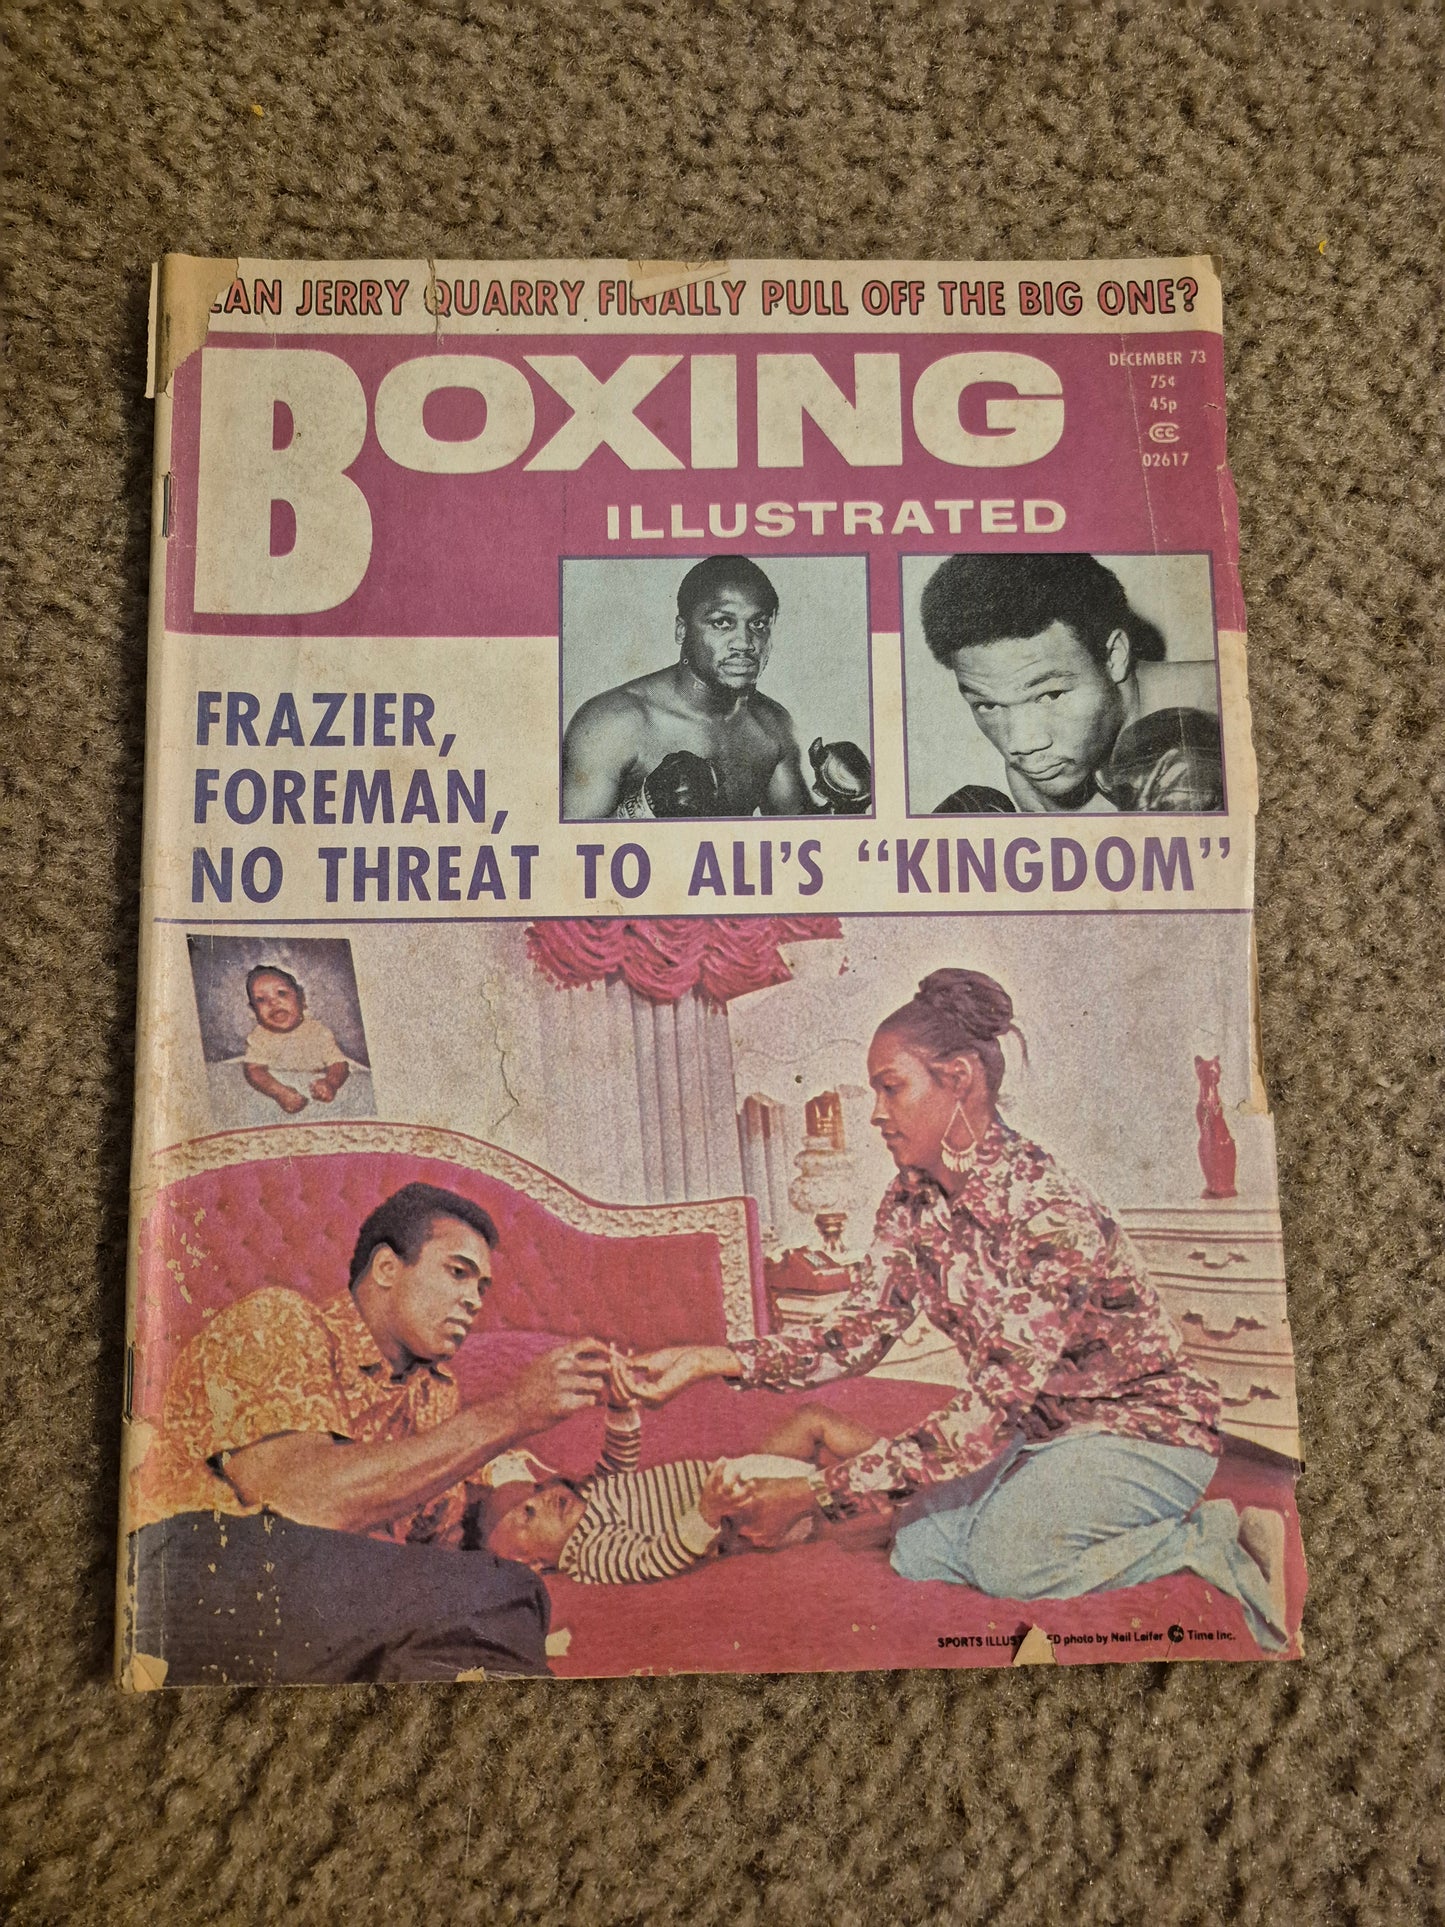 CAN JERRY QUARRY FINALLY PULL OFF THE BIG ONE?
BOXING
ILLUSTRATED
DECEMBER 73
75¢
45p
CCC
02617
FRAZIER,
FOREMAN,
NO THREAT TO ALI'S “KINGDOM”
SPORTS ILLUSTRATED photo by Neil Leifer Time Inc.